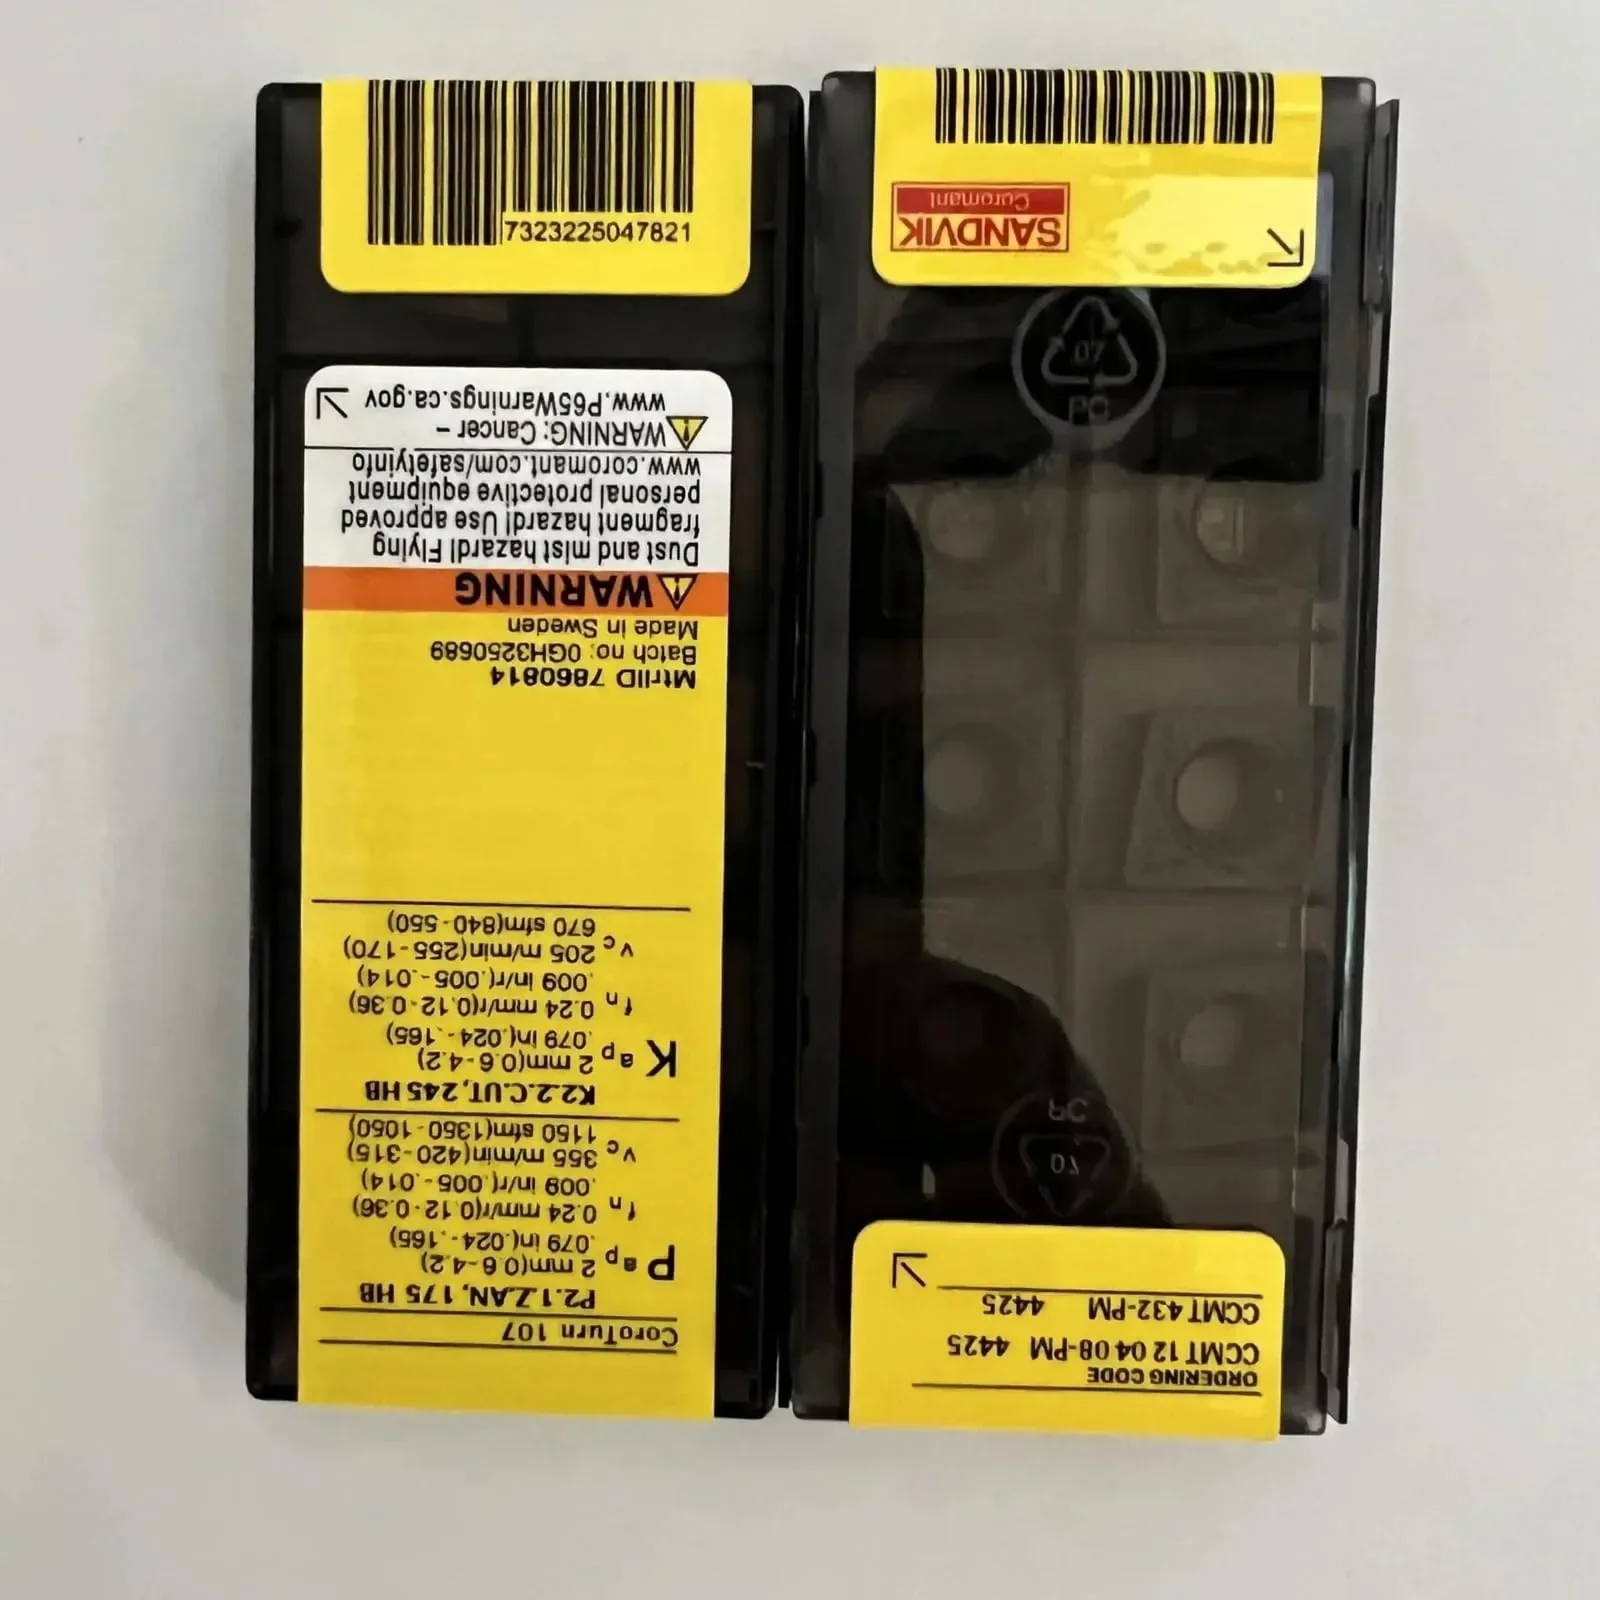 7323225047821
CoroTurn 107
P2.1.Z.AN, 175 HB
P ap 2 mm(0.6-4.2)
.079 in(.024-.165)
fn 0.24 mm/r(0.12-0.36)
.009 in/r(.005-.014)
vc 355 m/min(420-315)
1150 sfm(1350-1050)
K2.2.C.UT, 245 HB
K ap 2 mm(0.6-4.2)
.079 in(.024-.165)
fn 0.24 mm/r(0.12-0.36)
.009 in/r(.005-.014)
vc 205 m/min(255-170)
670 sfm(840-550)
MtrlID 7860814
Batch no: 0GH3250689
Made in Sweden
WARNING
Dust and mist hazard! Flying
fragment hazard! Use approved
personal protective equipment
www.coromant.com/safetyinfo
WARNING: Cancer -
www.P65Warnings.ca.gov
ORDERING CODE
CCMT 12 04 08-PM 4425
CCMT 432-PM 4425
07
PC
07
PC
SANDVIK
Coromant